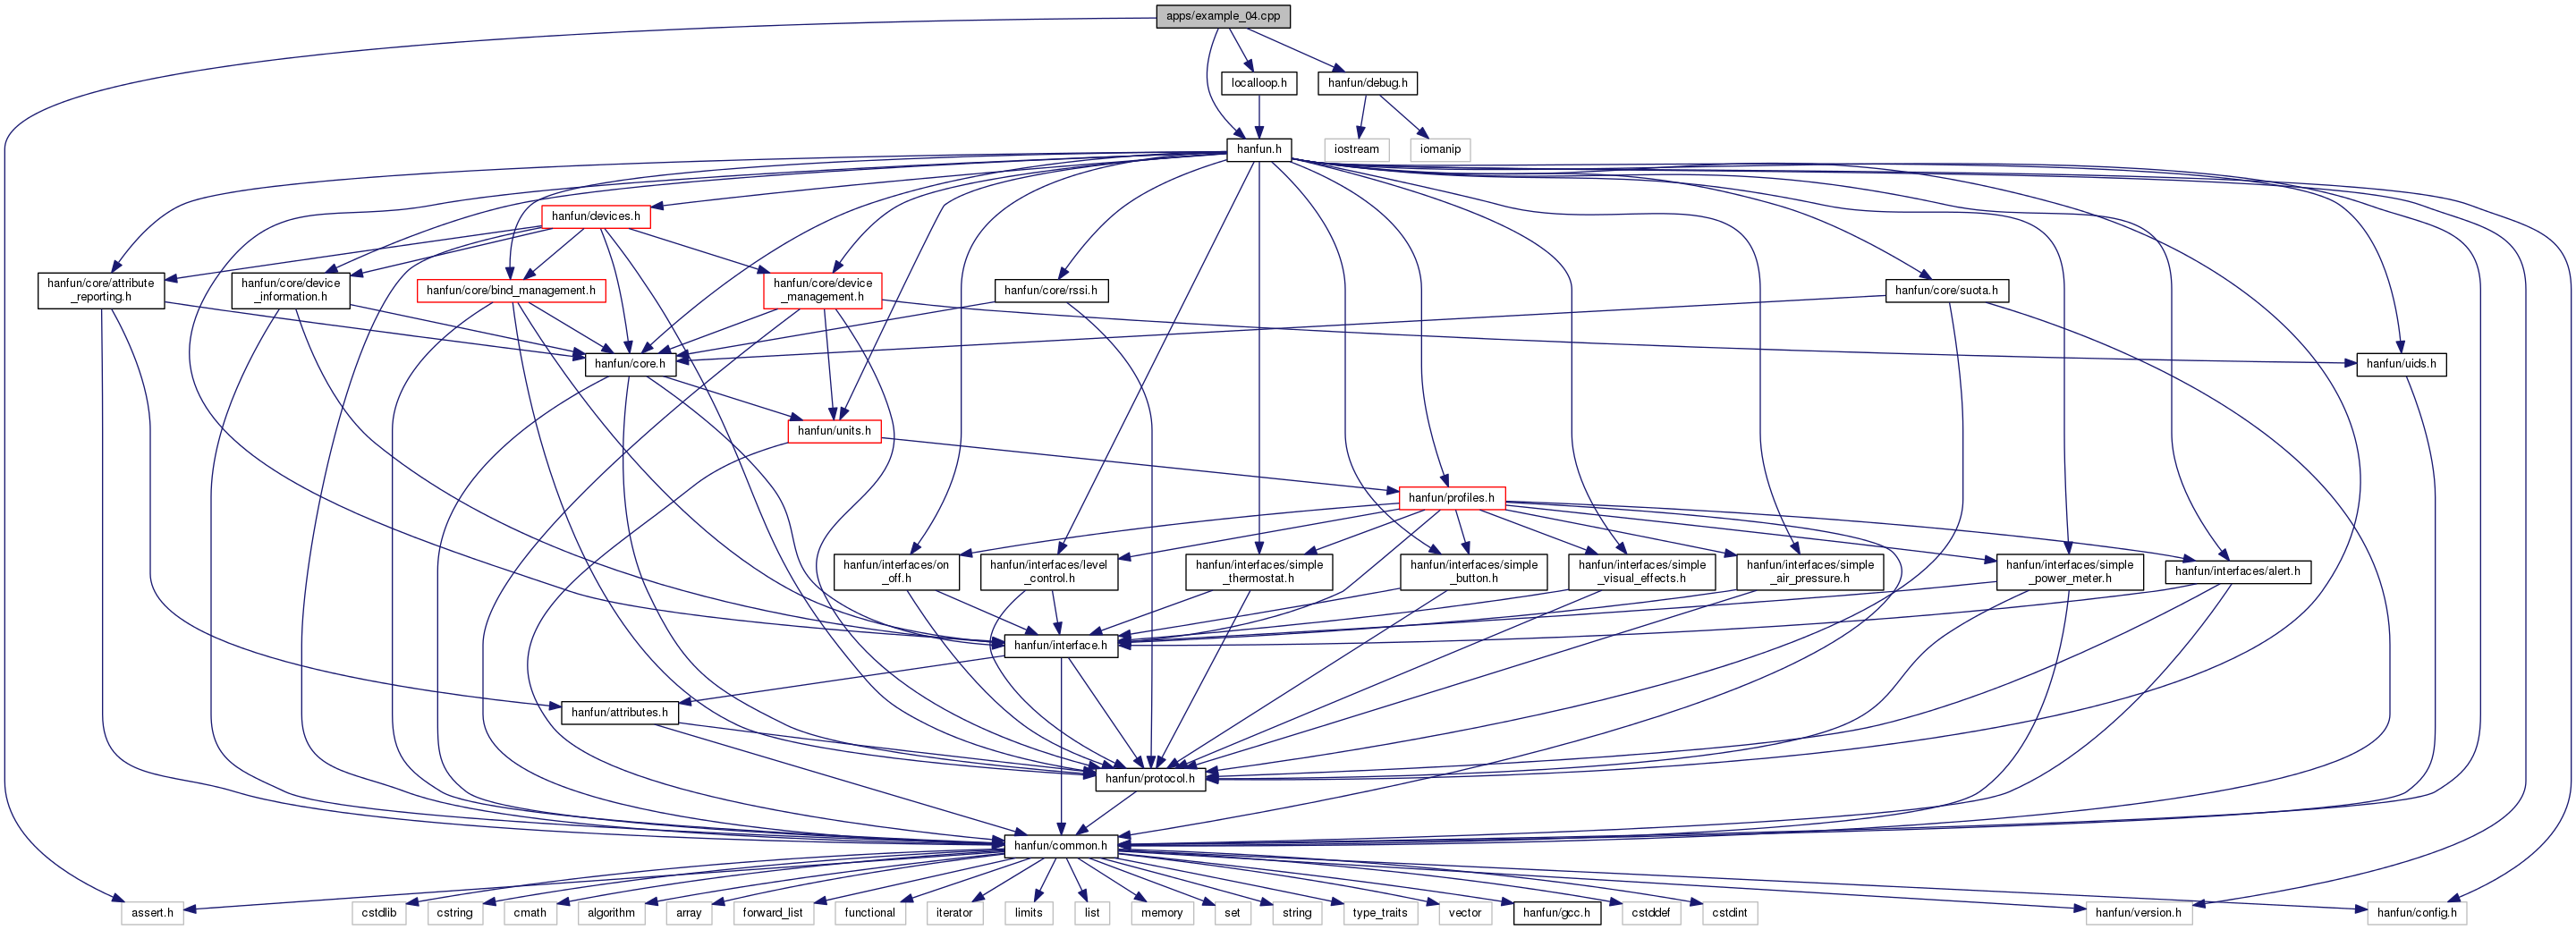 apps/example_04.cpp
localloop.h
hanfun/debug.h
hanfun.h
iostream
iomanip
hanfun/devices.h
hanfun/core/attribute
_reporting.h
hanfun/core/device
_information.h
hanfun/core/bind_management.h
hanfun/core/device
_management.h
hanfun/core/rssi.h
hanfun/core/suota.h
hanfun/core.h
hanfun/uids.h
hanfun/units.h
hanfun/profiles.h
hanfun/interfaces/on
_off.h
hanfun/interfaces/level
_control.h
hanfun/interfaces/simple
_thermostat.h
hanfun/interfaces/simple
_button.h
hanfun/interfaces/simple
_visual_effects.h
hanfun/interfaces/simple
_air_pressure.h
hanfun/interfaces/simple
_power_meter.h
hanfun/interfaces/alert.h
hanfun/interface.h
hanfun/attributes.h
hanfun/protocol.h
hanfun/common.h
assert.h
cstdlib
cstring
cmath
algorithm
array
forward_list
functional
iterator
limits
list
memory
set
string
type_traits
vector
hanfun/gcc.h
cstddef
cstdint
hanfun/version.h
hanfun/config.h